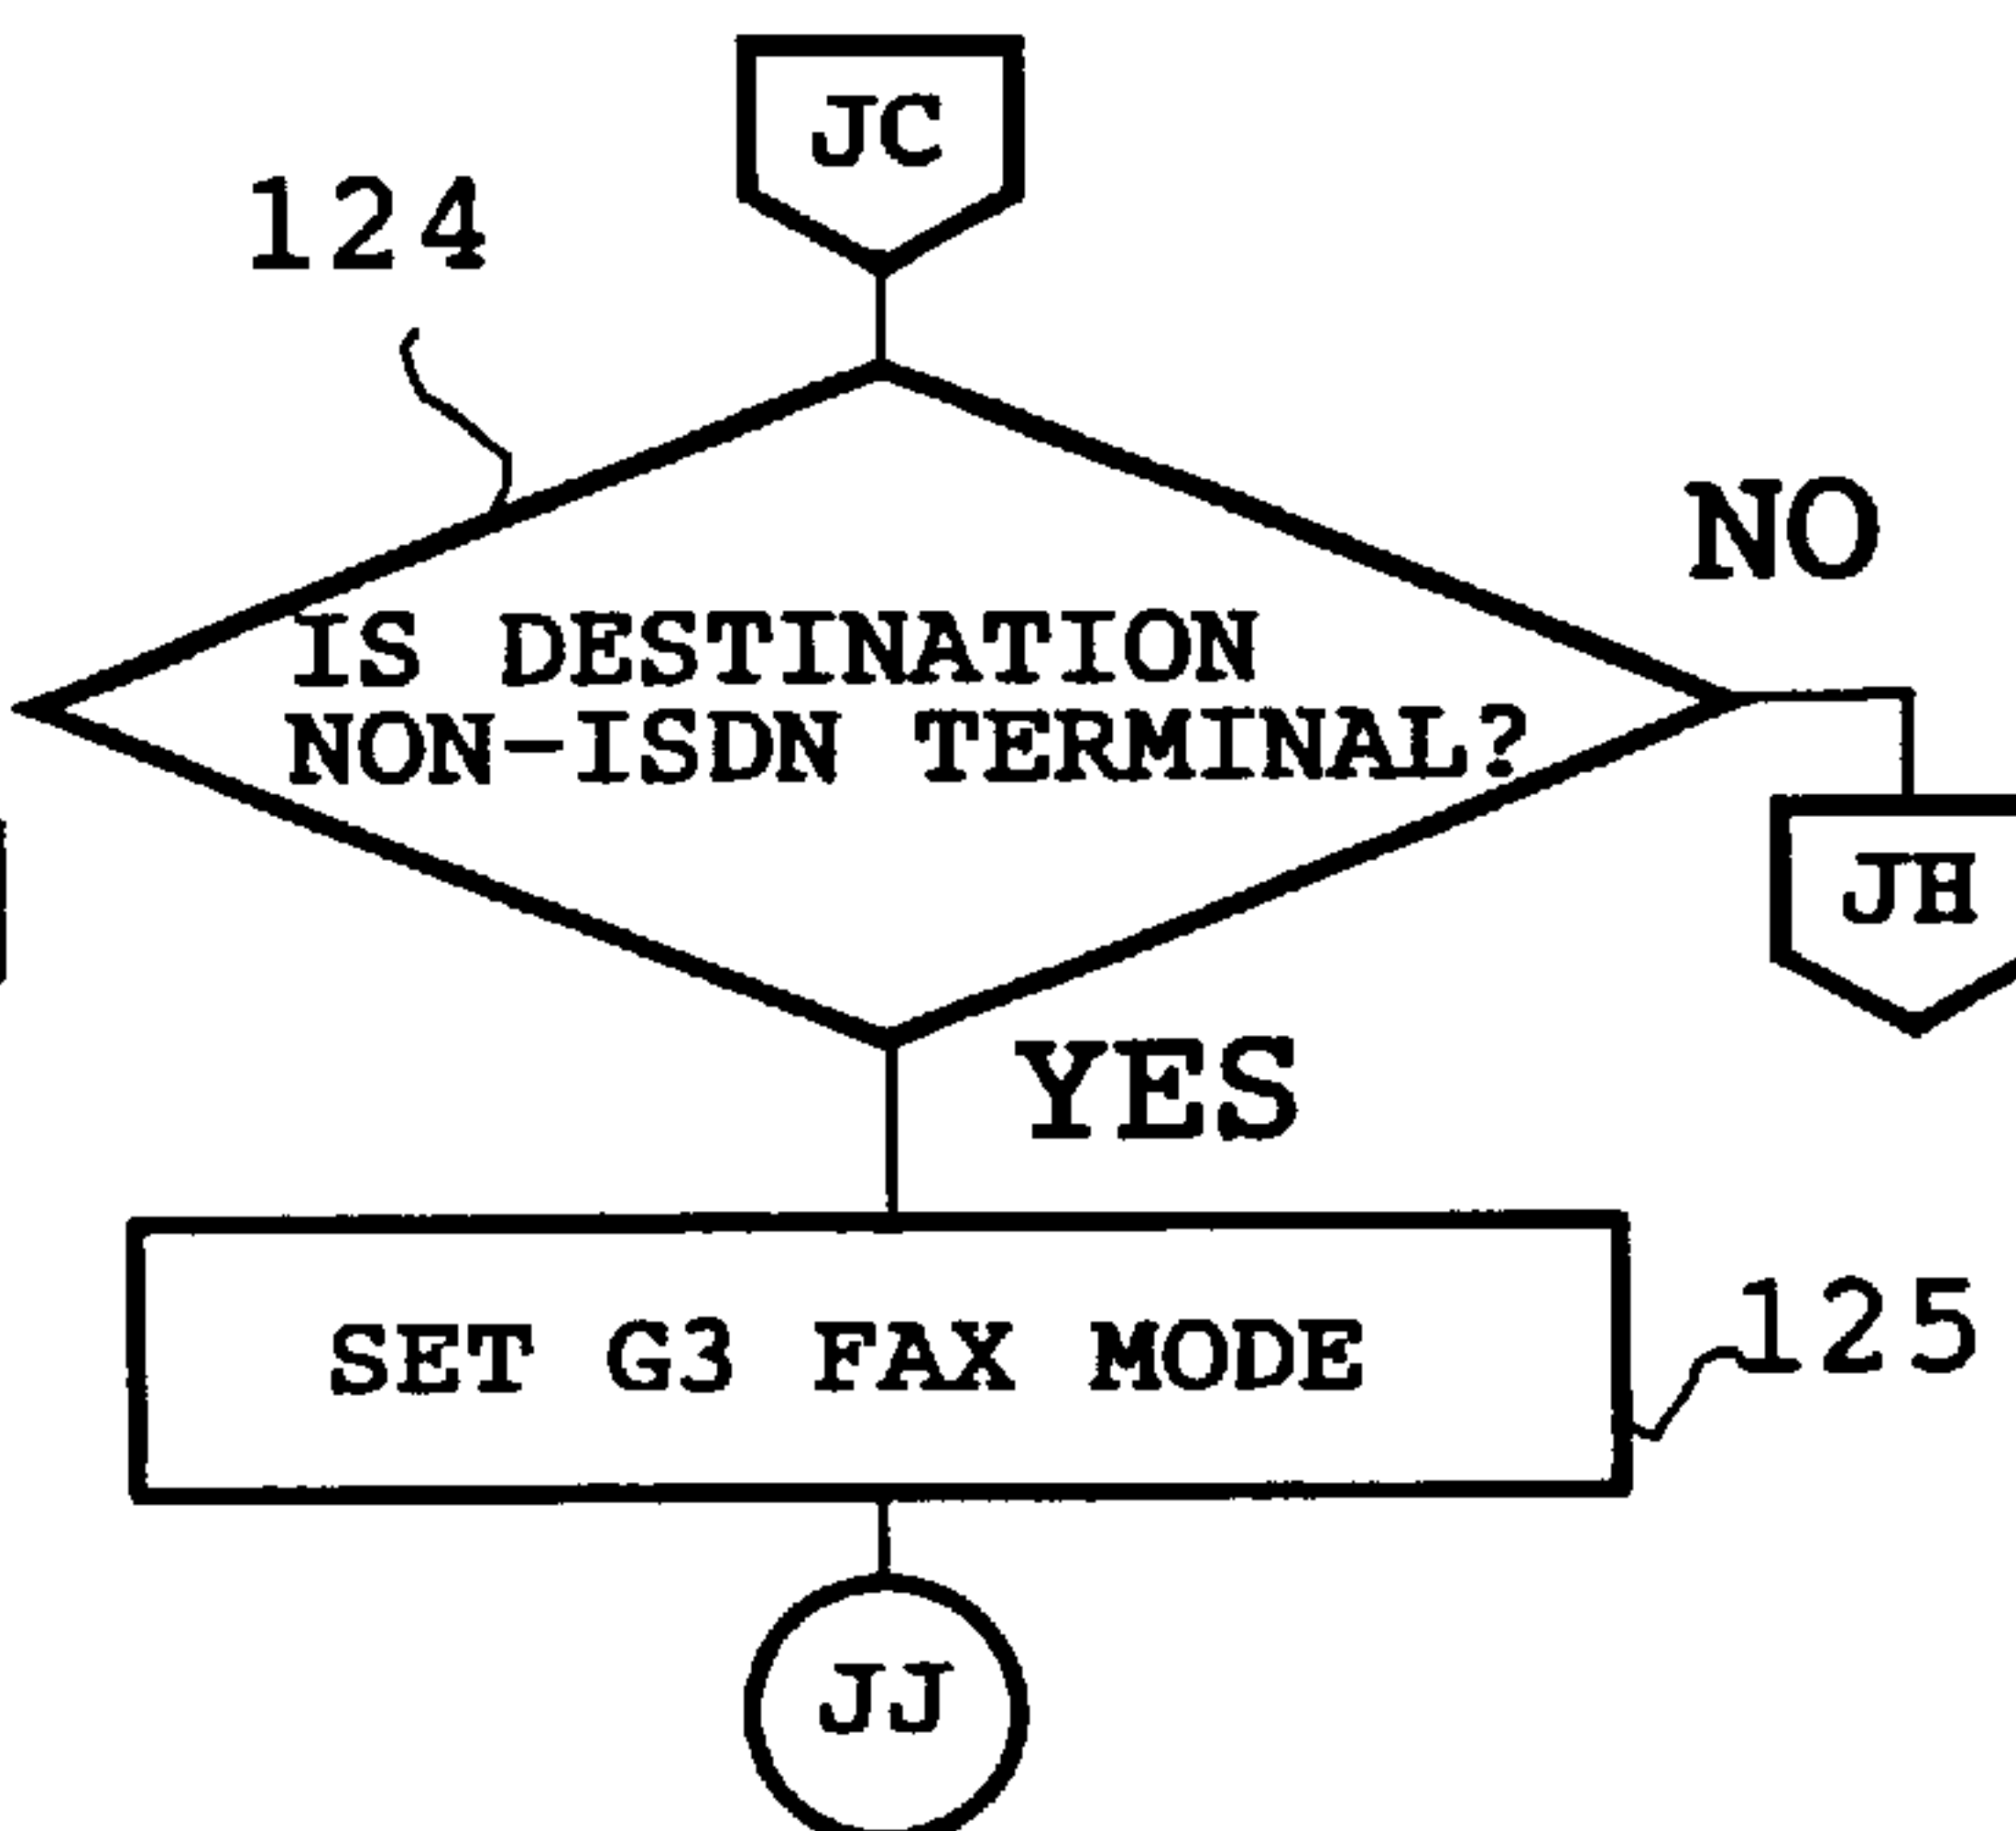 JC
124
NO
IS DESTINATION
NON-ISDN TERMINAL?
JH
YES
SET G3 FAX MODE
125
JJ